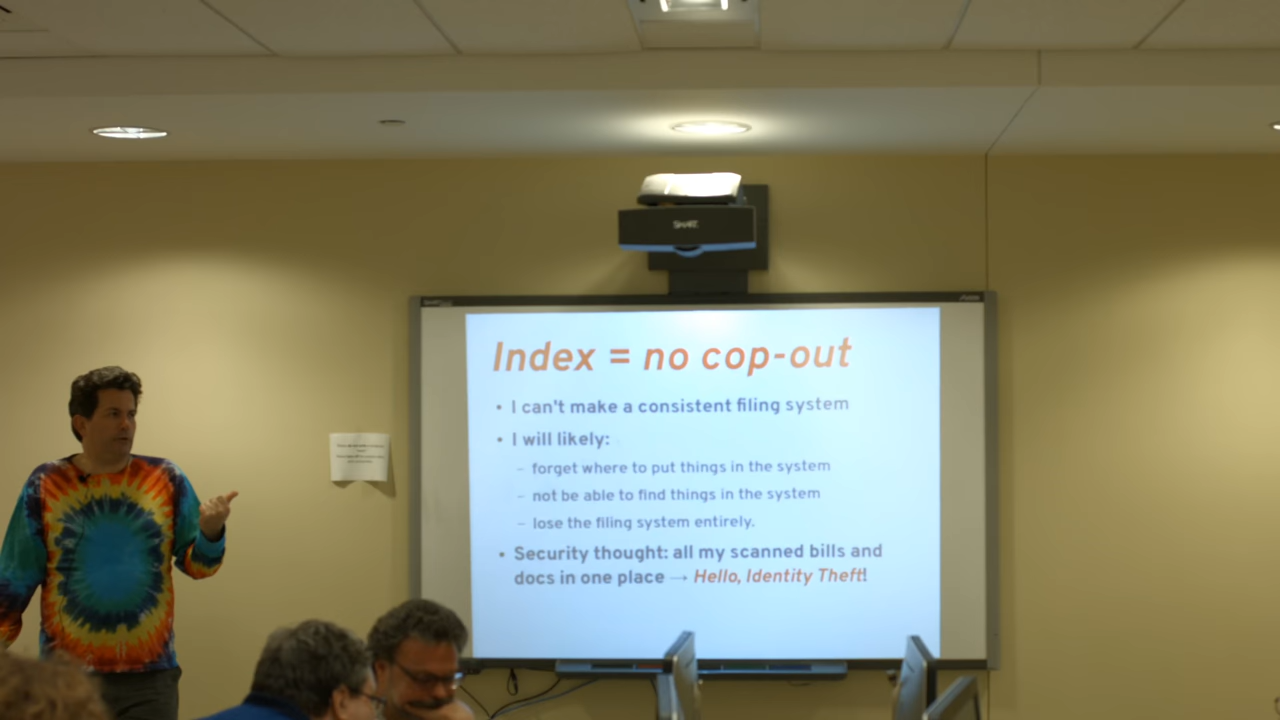 SMART
Index = no cop-out
• I can't make a consistent filing system
• I will likely:
– forget where to put things in the system
– not be able to find things in the system
– lose the filing system entirely.
• Security thought: all my scanned bills and
docs in one place → Hello, Identity Theft!